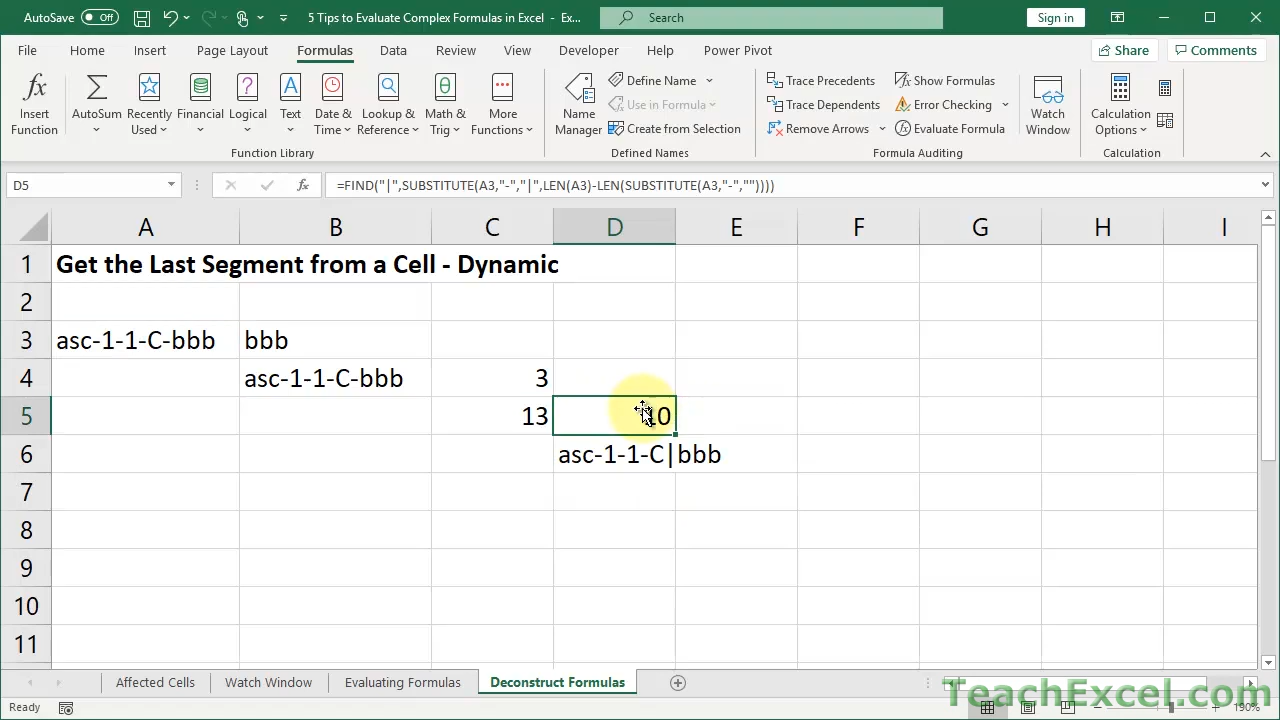 AutoSave Off 5 Tips to Evaluate Complex Formulas in Excel - Ex... Search Sign in
File Home Insert Page Layout Formulas Data Review View Developer Help Power Pivot Share Comments
Insert Function
AutoSum
Recently Used
Financial
Logical
Text
Date & Time
Lookup & Reference
Math & Trig
More Functions
Function Library
Name Manager
Define Name
Use in Formula
Create from Selection
Defined Names
Trace Precedents
Trace Dependents
Remove Arrows
Show Formulas
Error Checking
Evaluate Formula
Watch Window
Formula Auditing
Calculation Options
Calculation
D5 fx =FIND("|",SUBSTITUTE(A3,"-","|",LEN(A3)-LEN(SUBSTITUTE(A3,"-",""))))
A B C D E F G H I
1 Get the Last Segment from a Cell - Dynamic
2
3 asc-1-1-C-bbb bbb
4 asc-1-1-C-bbb 3
5 13 10
6 asc-1-1-C|bbb
7
8
9
10
11
Affected Cells Watch Window Evaluating Formulas Deconstruct Formulas
Ready 190%
TeachExcel.com